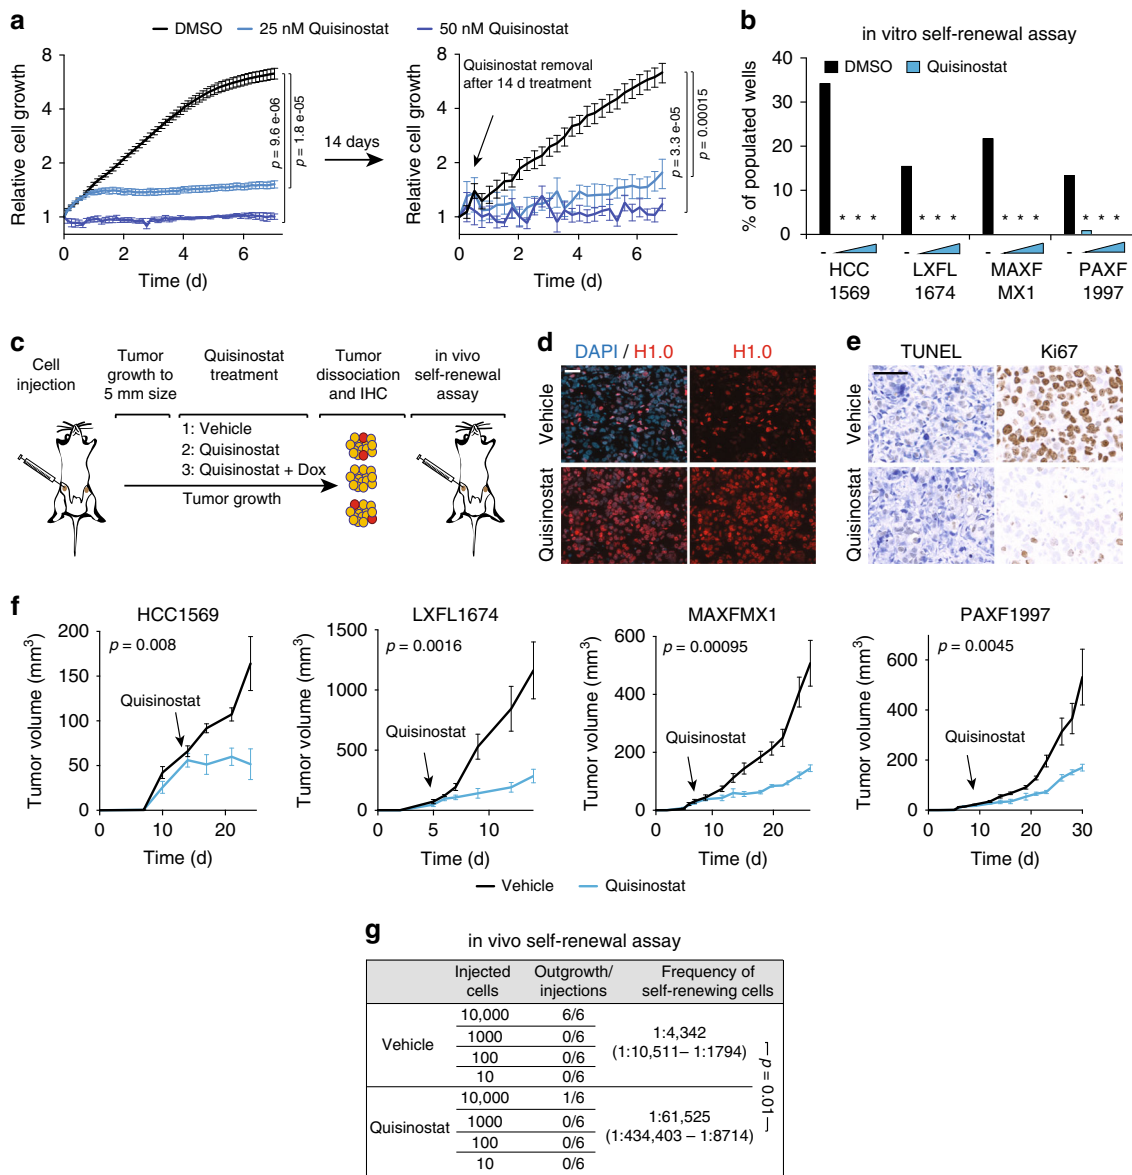 a
DMSO 25 nM Quisinostat 50 nM Quisinostat
Relative cell growth
8
4
2
1
0 2 4 6
Time (d)
p = 9.6 e-06
p = 1.8 e-05
14 days
Relative cell growth
8
4
2
1
Quisinostat removal
after 14 d treatment
0 2 4 6
Time (d)
p = 3.3 e-05
p = 0.00015
b
in vitro self-renewal assay
DMSO Quisinostat
% of populated wells
40
30
20
10
0
* * * * * * * * * * * *
- - - -
HCC 1569
LXFL 1674
MAXF MX1
PAXF 1997
c
Cell injection
Tumor growth to 5 mm size
Quisinostat treatment
Tumor dissociation and IHC
in vivo self-renewal assay
1: Vehicle
2: Quisinostat
3: Quisinostat + Dox
Tumor growth
d
DAPI / H1.0 H1.0
Vehicle
Quisinostat
e
TUNEL Ki67
Vehicle
Quisinostat
f
HCC1569
Tumor volume (mm3)
200
150
100
50
0
p = 0.008
Quisinostat
0 10 20
Time (d)
LXFL1674
Tumor volume (mm3)
1500
1000
500
0
p = 0.0016
Quisinostat
0 5 10
Time (d)
MAXFMX1
Tumor volume (mm3)
600
400
200
0
p = 0.00095
Quisinostat
0 10 20
Time (d)
PAXF1997
Tumor volume (mm3)
600
400
200
0
p = 0.0045
Quisinostat
0 10 20 30
Time (d)
Vehicle Quisinostat
g
in vivo self-renewal assay
Injected cells Outgrowth/ injections Frequency of self-renewing cells
Vehicle
10,000 6/6
1000 0/6
100 0/6
10 0/6
1:4,342
(1:10,511– 1:1794)
Quisinostat
10,000 1/6
1000 0/6
100 0/6
10 0/6
1:61,525
(1:434,403 – 1:8714)
p = 0.01